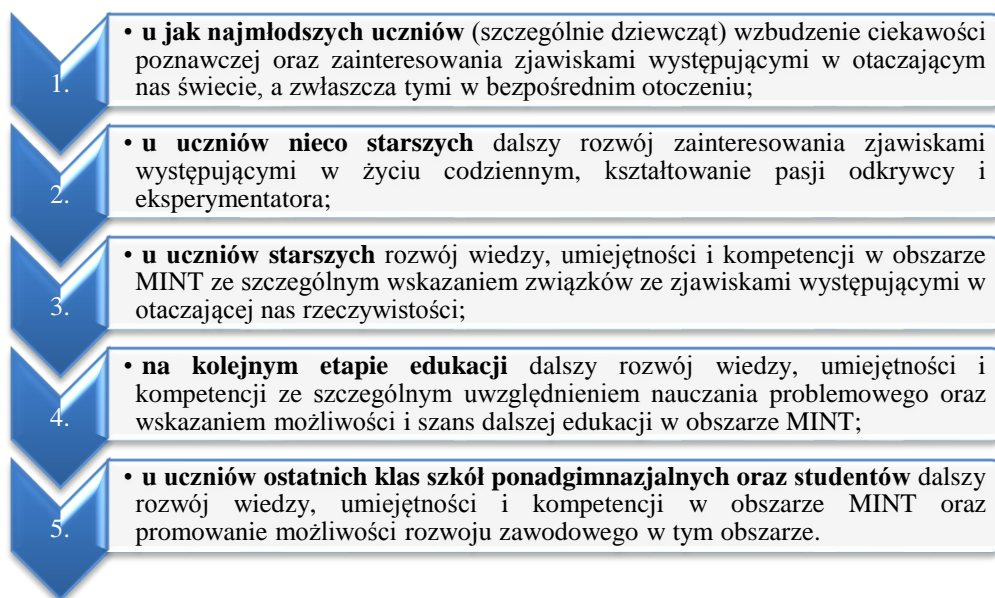 1.
• u jak najmłodszych uczniów (szczególnie dziewcząt) wzbudzenie ciekawości
poznawczej oraz zainteresowania zjawiskami występującymi w otaczającym
nas świecie, a zwłaszcza tymi w bezpośrednim otoczeniu;
2.
• u uczniów nieco starszych dalszy rozwój zainteresowania zjawiskami
występującymi w życiu codziennym, kształtowanie pasji odkrywcy i
eksperymentatora;
3.
• u uczniów starszych rozwój wiedzy, umiejętności i kompetencji w obszarze
MINT ze szczególnym wskazaniem związków ze zjawiskami występującymi w
otaczającej nas rzeczywistości;
4.
• na kolejnym etapie edukacji dalszy rozwój wiedzy, umiejętności i
kompetencji ze szczególnym uwzględnieniem nauczania problemowego oraz
wskazaniem możliwości i szans dalszej edukacji w obszarze MINT;
5.
• u uczniów ostatnich klas szkół ponadgimnazjalnych oraz studentów dalszy
rozwój wiedzy, umiejętności i kompetencji w obszarze MINT oraz
promowanie możliwości rozwoju zawodowego w tym obszarze.